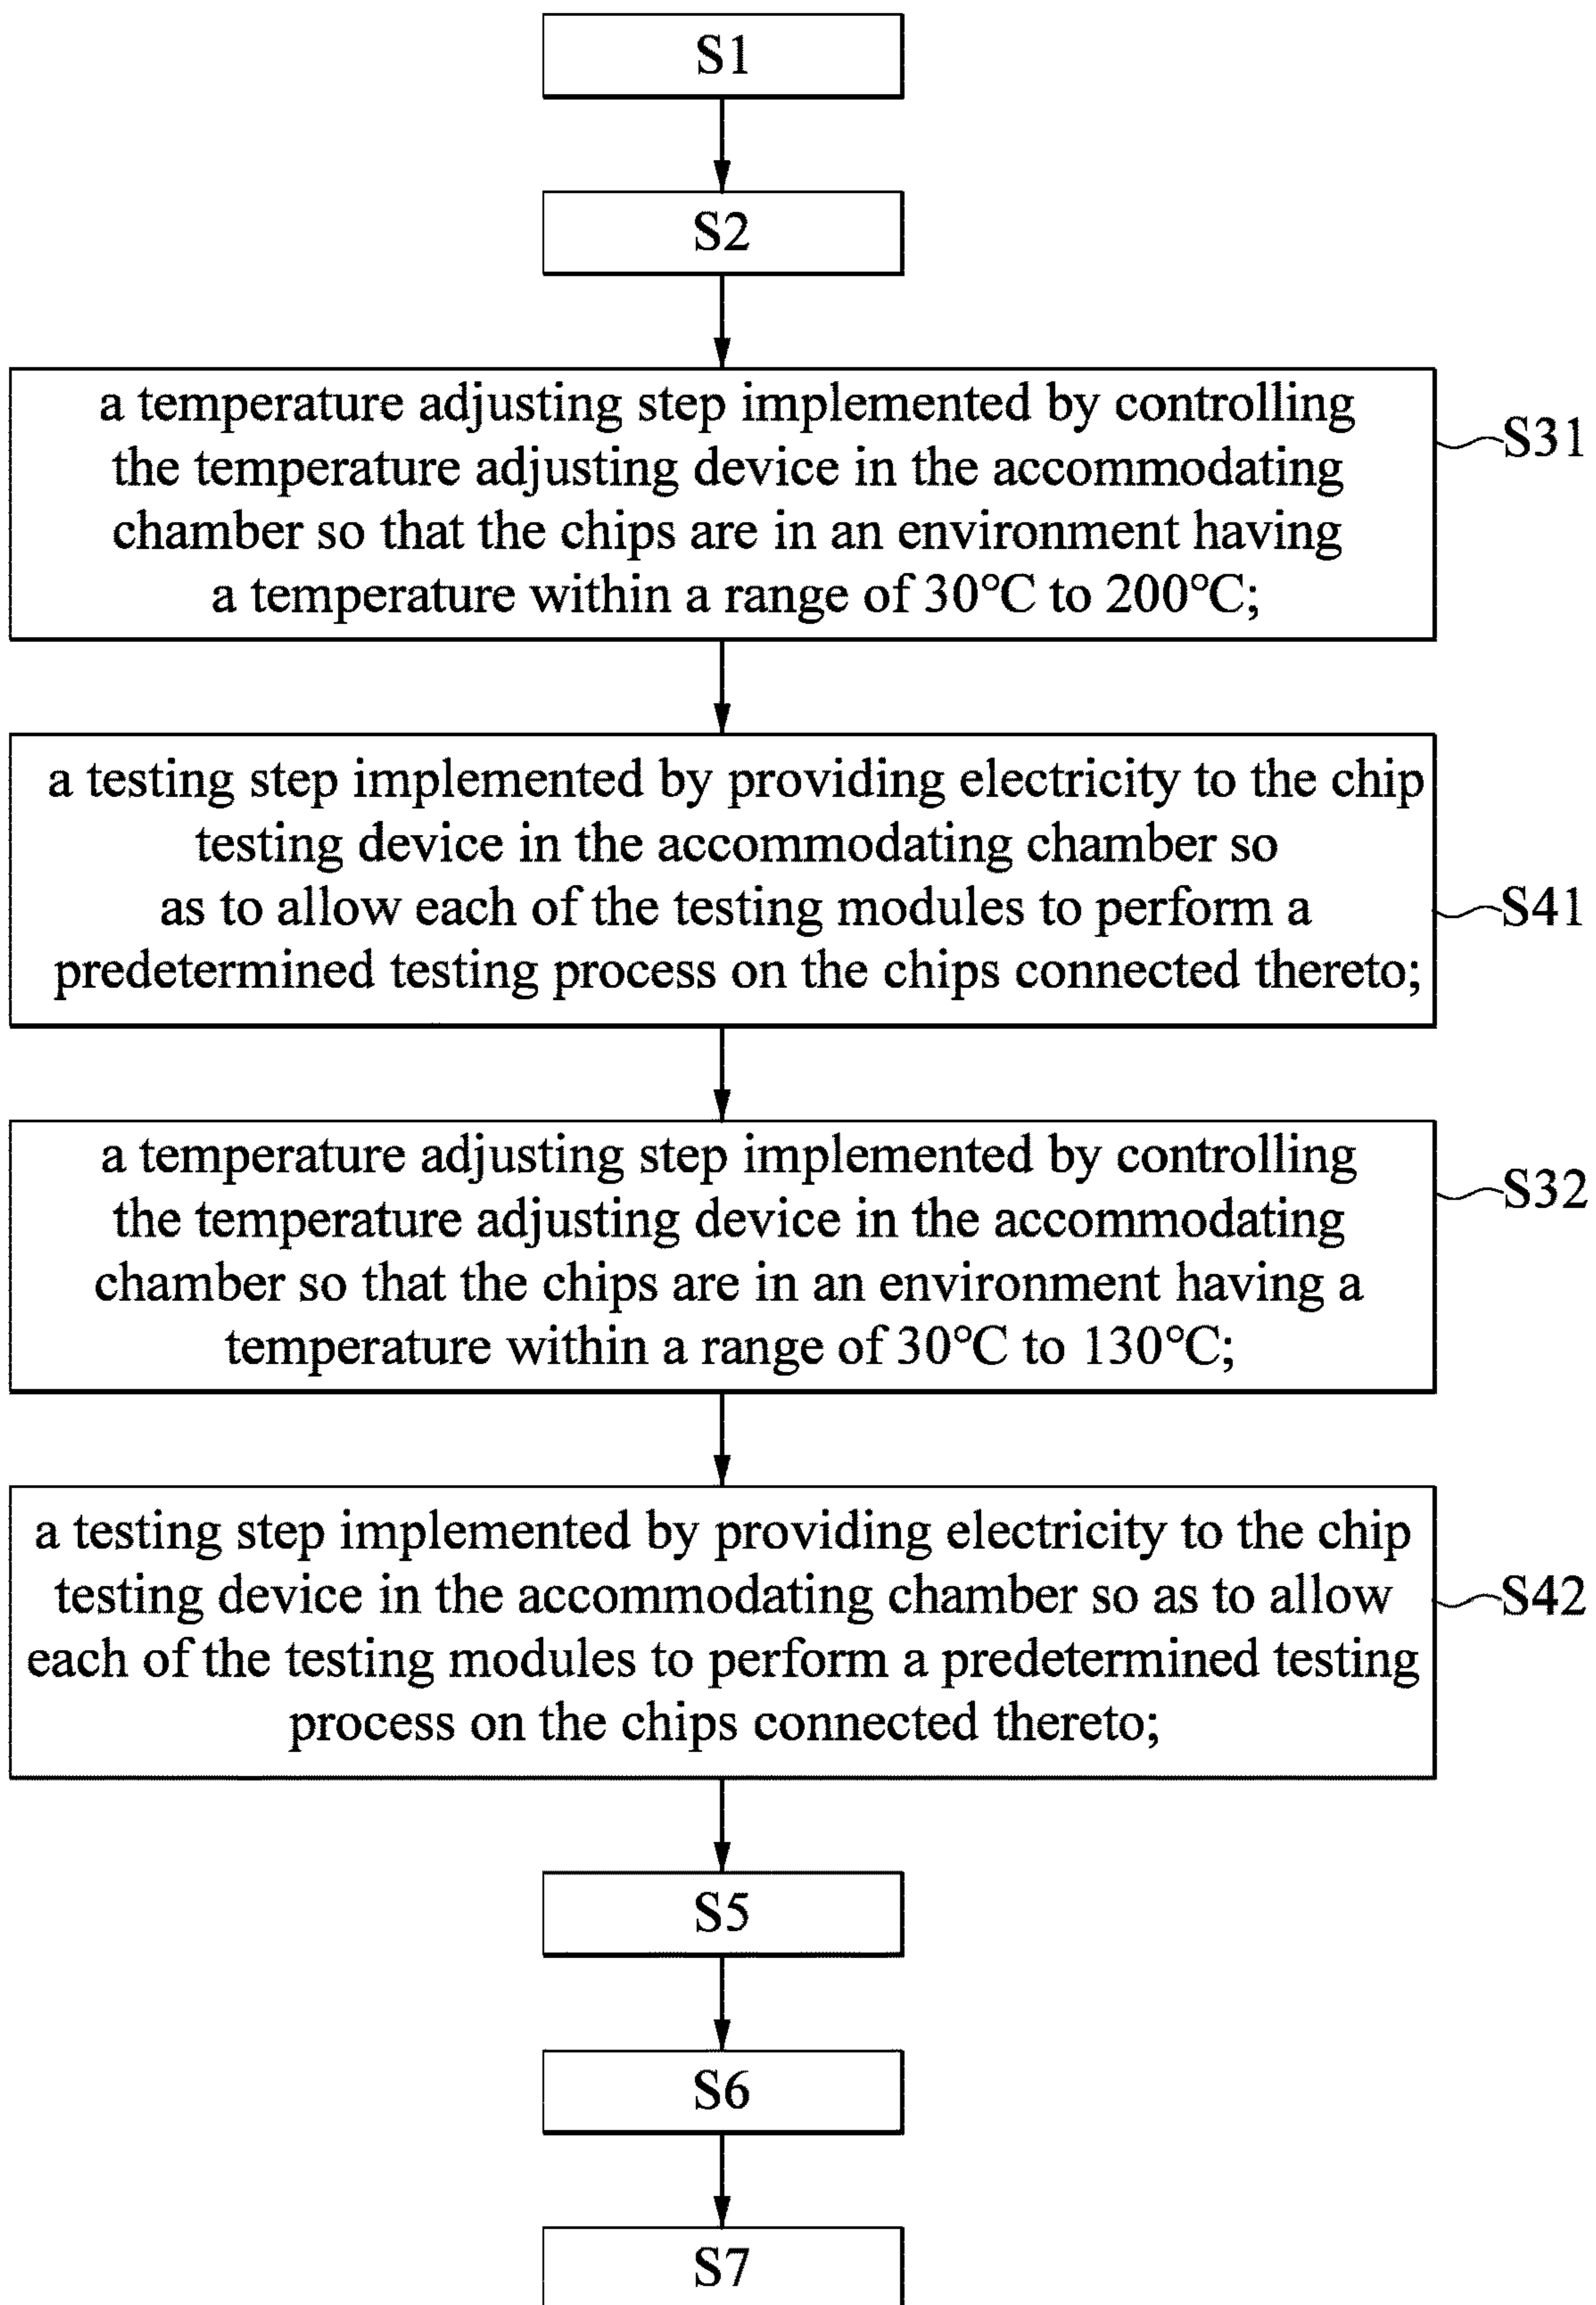 S1
S2
a temperature adjusting step implemented by controlling
the temperature adjusting device in the accommodating
chamber so that the chips are in an environment having
a temperature within a range of 30°C to 200°C;
S31
a testing step implemented by providing electricity to the chip
testing device in the accommodating chamber so
as to allow each of the testing modules to perform a
predetermined testing process on the chips connected thereto;
S41
a temperature adjusting step implemented by controlling
the temperature adjusting device in the accommodating
chamber so that the chips are in an environment having a
temperature within a range of 30°C to 130°C;
S32
a testing step implemented by providing electricity to the chip
testing device in the accommodating chamber so as to allow
each of the testing modules to perform a predetermined testing
process on the chips connected thereto;
S42
S5
S6
S7